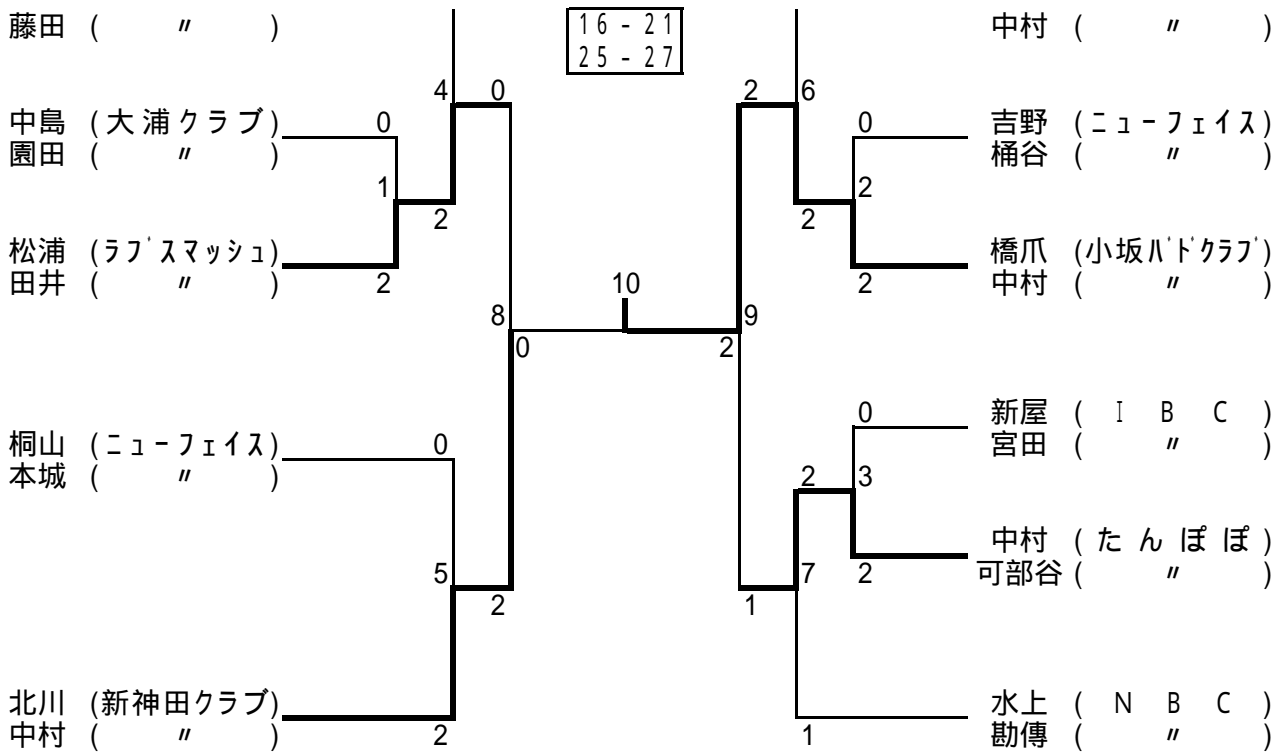 藤田 ( 〃 )
16 - 21
25 - 27
中村 ( 〃 )
4 0
2 6
中島 (大浦クラブ) 0
園田 ( 〃 )
0 吉野 (ニューフェイス)
桶谷 ( 〃 )
1 2
2 2
松浦 (ラブスマッシュ)
田井 ( 〃 ) 2
橋爪 (小坂バドクラブ)
2 中村 ( 〃 )
10
8 0
2 9
桐山 (ニューフェイス) 0
本城 ( 〃 )
0 新屋 ( I B C )
宮田 ( 〃 )
2 3
中村 (たんぽぽ)
2 可部谷 ( 〃 )
5 2
1 7
北川 (新神田クラブ)
中村 ( 〃 ) 2
水上 ( N B C )
1 勘傳 ( 〃 )